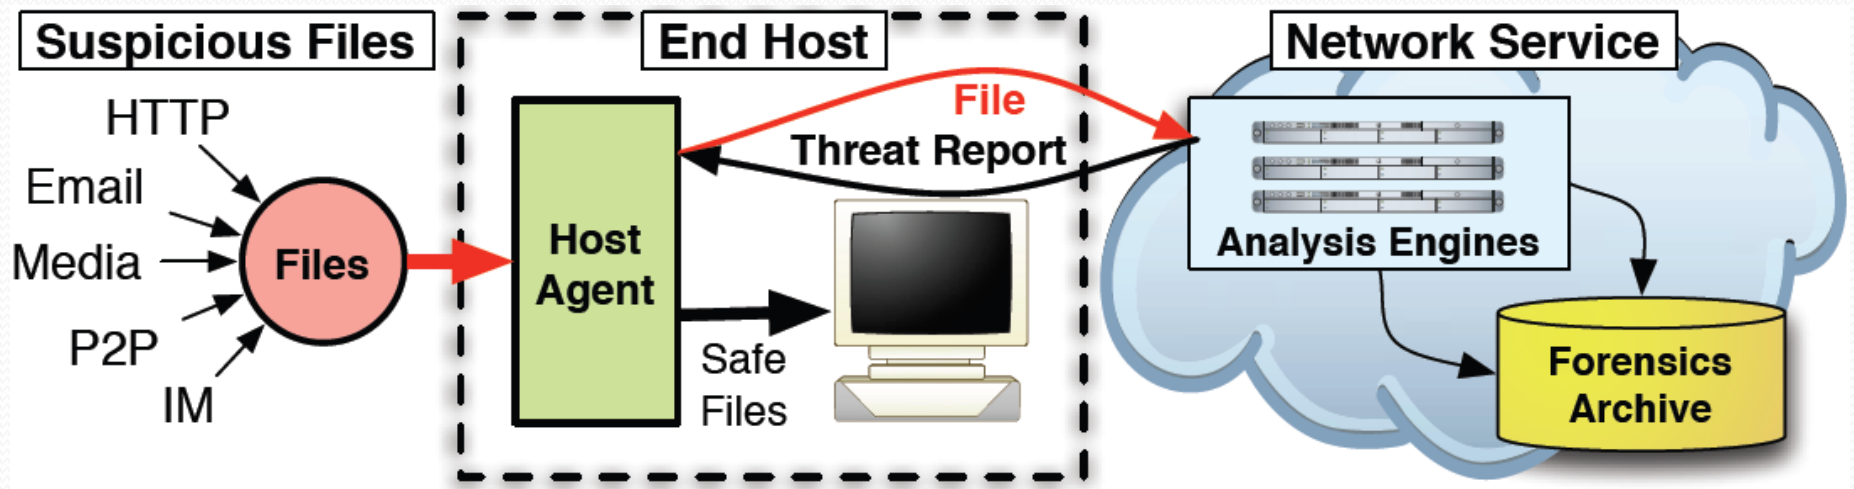 Suspicious Files
HTTP
Email
Media
P2P
IM
Files
End Host
Host
Agent
File
Threat Report
Safe
Files
Network Service
Analysis Engines
Forensics
Archive